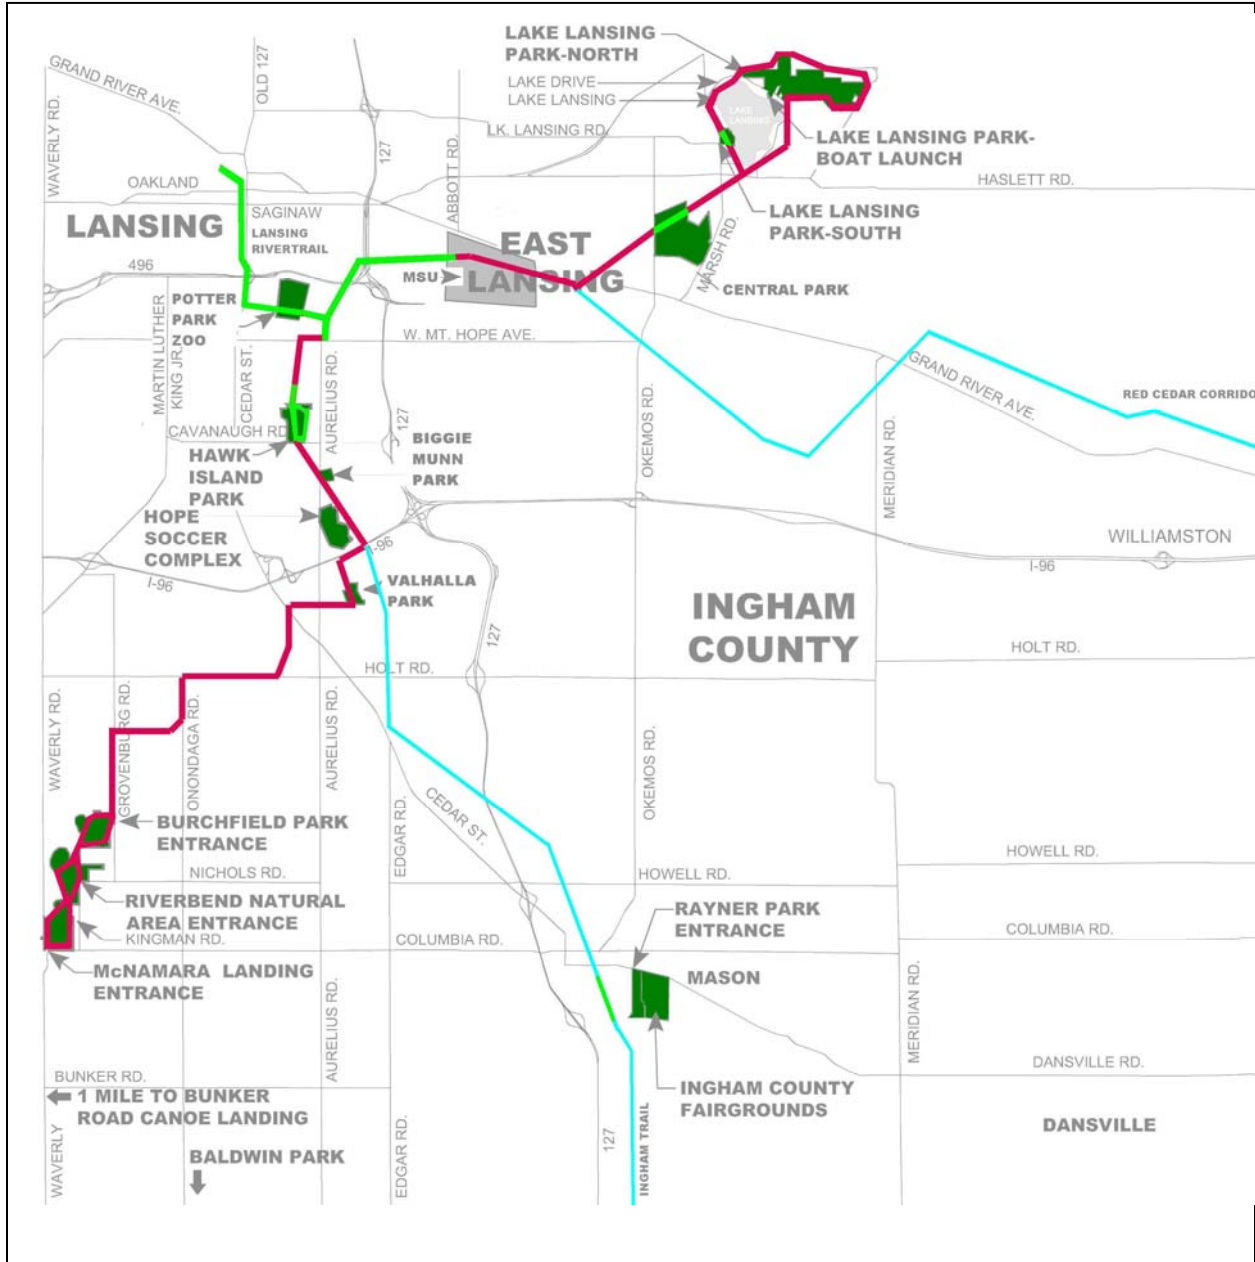 LAKE LANSING
PARK-NORTH
LAKE DRIVE
LAKE LANSING
LAKE
LANSING
LK. LANSING RD.
LAKE LANSING PARK-
BOAT LAUNCH
GRAND RIVER AVE.
OLD 127
WAVERLY RD.
127
ABBOTT RD.
OAKLAND
HASLETT RD.
SAGINAW
LANSING
LANSING
RIVERTRAIL
EAST
LANSING
LAKE LANSING
PARK-SOUTH
MARSH RD.
496
MSU
CENTRAL PARK
POTTER
PARK
ZOO
MARTIN LUTHER
KING JR.
CEDAR ST.
AURELIUS RD.
W. MT. HOPE AVE.
OKEMOS RD.
GRAND RIVER AVE.
RED CEDAR CORRIDO
MERIDIAN RD.
127
CAVANAUGH RD.
HAWK
ISLAND
PARK
BIGGIE
MUNN
PARK
HOPE
SOCCER
COMPLEX
I-96
WILLIAMSTON
I-96
I-96
VALHALLA
PARK
INGHAM
COUNTY
127
HOLT RD.
HOLT RD.
WAVERLY RD.
GROVENBURG RD.
ONONDAGA RD.
AURELIUS RD.
OKEMOS RD.
CEDAR ST.
EDGAR RD.
BURCHFIELD PARK
ENTRANCE
HOWELL RD.
NICHOLS RD.
HOWELL RD.
RIVERBEND NATURAL
AREA ENTRANCE
RAYNER PARK
ENTRANCE
KINGMAN RD.
COLUMBIA RD.
COLUMBIA RD.
McNAMARA LANDING
ENTRANCE
MASON
AURELIUS RD.
MERIDIAN RD.
BUNKER RD.
DANSVILLE RD.
1 MILE TO BUNKER
ROAD CANOE LANDING
INGHAM COUNTY
FAIRGROUNDS
DANSVILLE
WAVERLY
BALDWIN PARK
EDGAR RD.
127
INGHAM TRAIL